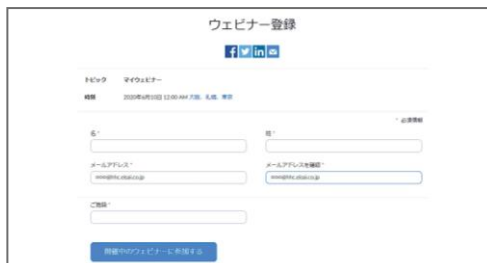 ウェビナー登録
トピック マイウェビナー
時間 2020年6月10日 12:00 AM 大阪、札幌、東京
* 必須情報
名 * 姓 *
メールアドレス * メールアドレスを確認 *
ご施設 *
開催中のウェビナーに参加する